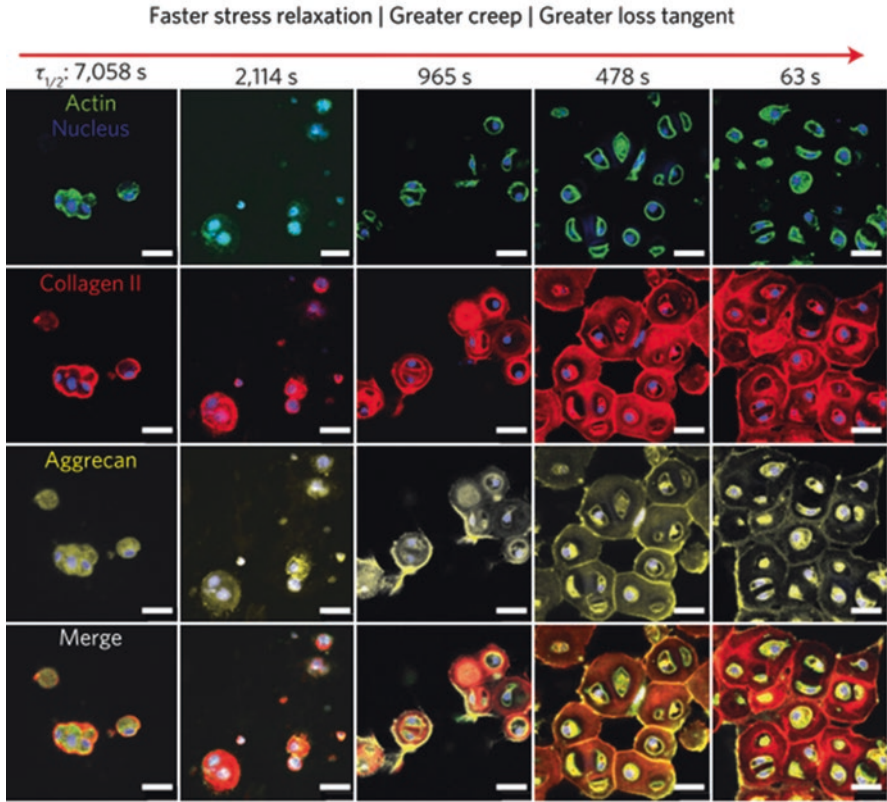 Faster stress relaxation | Greater creep | Greater loss tangent
τ1/2: 7,058 s 2,114 s 965 s 478 s 63 s
Actin
Nucleus
Collagen II
Aggrecan
Merge